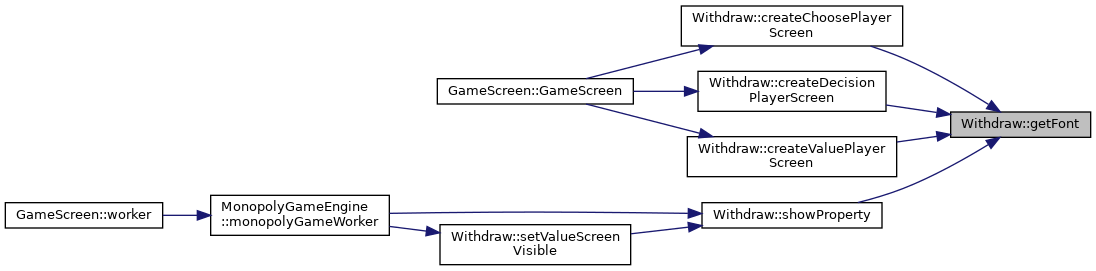 Withdraw::createChoosePlayer
Screen
GameScreen::GameScreen
Withdraw::createDecision
PlayerScreen
Withdraw::getFont
Withdraw::createValuePlayer
Screen
GameScreen::worker
MonopolyGameEngine
::monopolyGameWorker
Withdraw::showProperty
Withdraw::setValueScreen
Visible